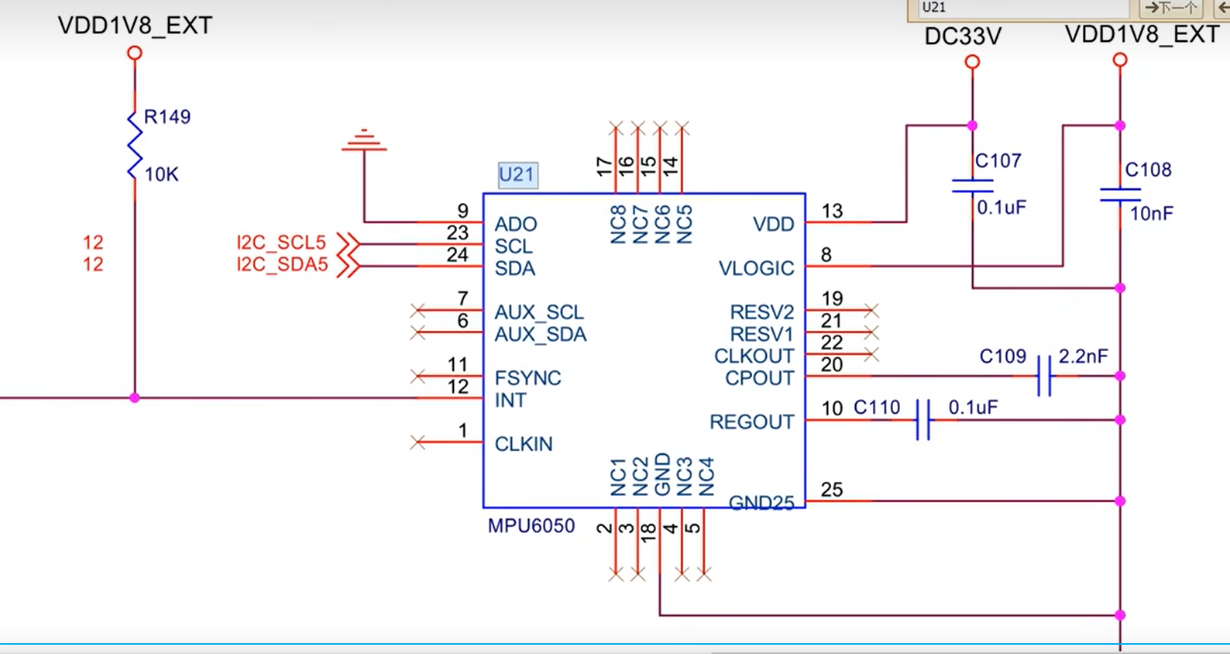 U21
下一个
VDD1V8_EXT
DC33V
VDD1V8_EXT
R149
10K
C107
0.1uF
C108
10nF
U21
17
16
15
14
NC8
NC7
NC6
NC5
9
ADO
23
SCL
24
SDA
12
12
I2C_SCL5
I2C_SDA5
7
AUX_SCL
6
AUX_SDA
11
FSYNC
12
INT
1
CLKIN
VDD
13
VLOGIC
8
RESV2
19
RESV1
21
CLKOUT
22
CPOUT
20
C109
2.2nF
REGOUT
10
C110
0.1uF
GND25
25
NC1
NC2
GND
NC3
NC4
MPU6050
2
3
18
4
5